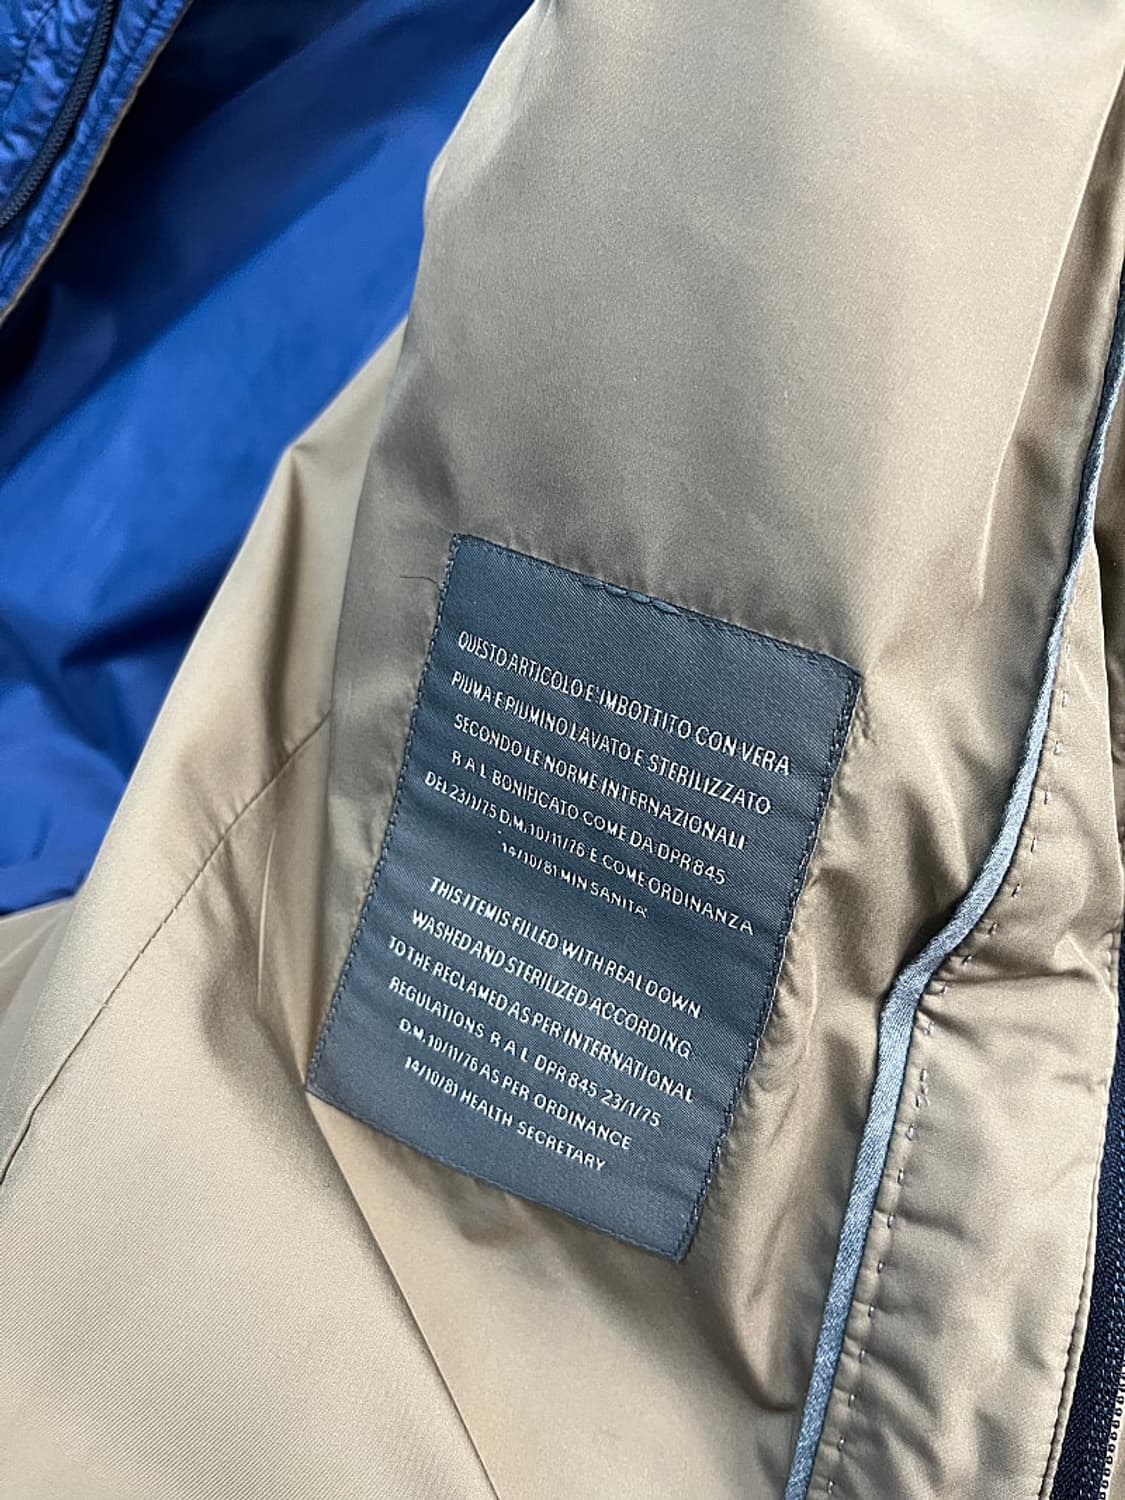 QUESTO ARTICOLO E' IMBOTTITO CON VERA
PIUMA E PIUMINO LAVATO E STERILIZZATO
SECONDO LE NORME INTERNAZIONALI
R A L BONIFICATO COME DA DPR 845
DEL 23/1/75 D.M. 10/11/76 E COME ORDINANZA
14/10/81 MIN SANITA'
THIS ITEM IS FILLED WITH REAL DOWN
WASHED AND STERILIZED ACCORDING
TO THE RECLAMED AS PER INTERNATIONAL
REGULATIONS R A L DPR 845 23/1/75
D.M. 10/11/76 AS PER ORDINANCE
14/10/81 HEALTH SECRETARY